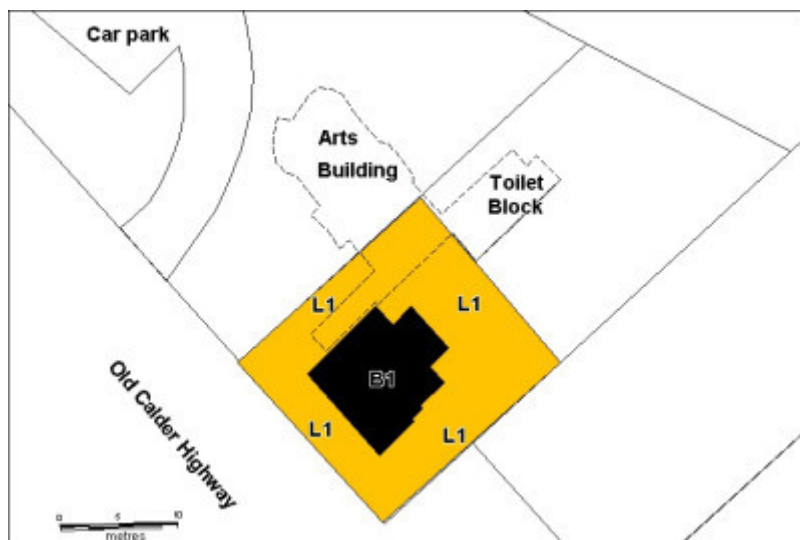 Car park
Arts
Building
Toilet
Block
L1
L1
B1
L1
L1
Old Calder Highway
0 5 10
metres